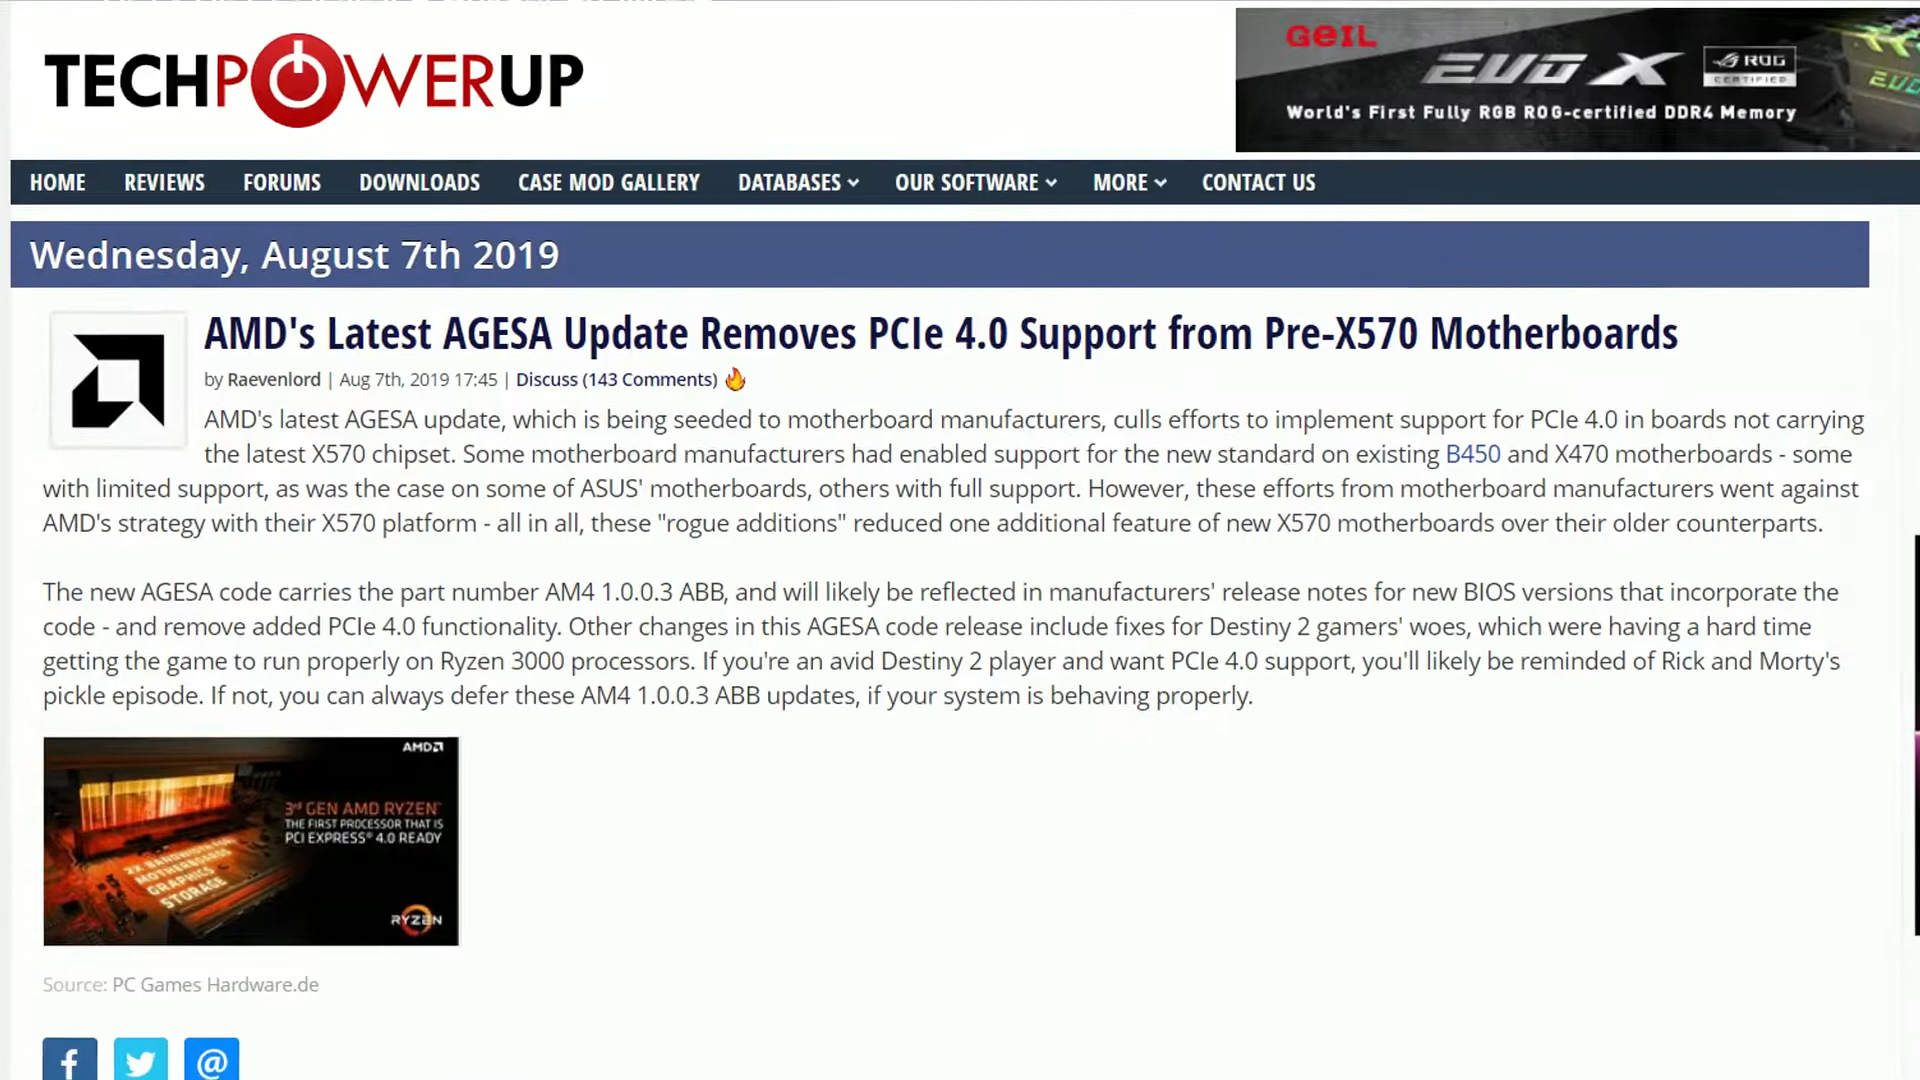 TECHPOWERUP
GeIL
EVO X
ROG
CERTIFIED
World's First Fully RGB ROG-certified DDR4 Memory
HOME REVIEWS FORUMS DOWNLOADS CASE MOD GALLERY DATABASES OUR SOFTWARE MORE CONTACT US
Wednesday, August 7th 2019
AMD's Latest AGESA Update Removes PCIe 4.0 Support from Pre-X570 Motherboards
by Raevenlord | Aug 7th, 2019 17:45 | Discuss (143 Comments)
AMD's latest AGESA update, which is being seeded to motherboard manufacturers, culls efforts to implement support for PCIe 4.0 in boards not carrying
the latest X570 chipset. Some motherboard manufacturers had enabled support for the new standard on existing B450 and X470 motherboards - some
with limited support, as was the case on some of ASUS' motherboards, others with full support. However, these efforts from motherboard manufacturers went against
AMD's strategy with their X570 platform - all in all, these "rogue additions" reduced one additional feature of new X570 motherboards over their older counterparts.
The new AGESA code carries the part number AM4 1.0.0.3 ABB, and will likely be reflected in manufacturers' release notes for new BIOS versions that incorporate the
code - and remove added PCIe 4.0 functionality. Other changes in this AGESA code release include fixes for Destiny 2 gamers' woes, which were having a hard time
getting the game to run properly on Ryzen 3000 processors. If you're an avid Destiny 2 player and want PCIe 4.0 support, you'll likely be reminded of Rick and Morty's
pickle episode. If not, you can always defer these AM4 1.0.0.3 ABB updates, if your system is behaving properly.
AMD
3rd GEN AMD RYZEN™
THE FIRST PROCESSOR THAT IS
PCI EXPRESS® 4.0 READY
2X BANDWIDTH FOR
MOTHERBOARDS
GRAPHICS
STORAGE
RYZEN
Source: PC Games Hardware.de